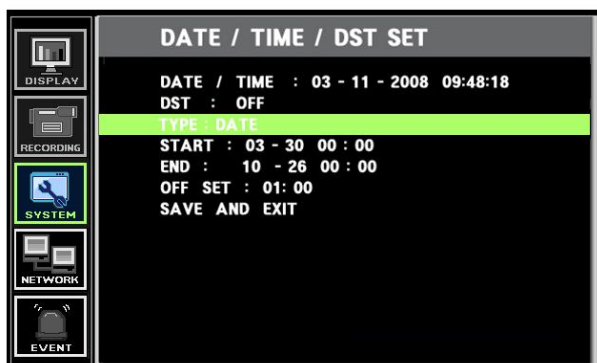 DATE / TIME / DST SET
DISPLAY
RECORDING
SYSTEM
NETWORK
EVENT
DATE / TIME : 03 - 11 - 2008 09:48:18
DST : OFF
TYPE : DATE
START : 03 - 30 00 : 00
END : 10 - 26 00 : 00
OFF SET : 01: 00
SAVE AND EXIT